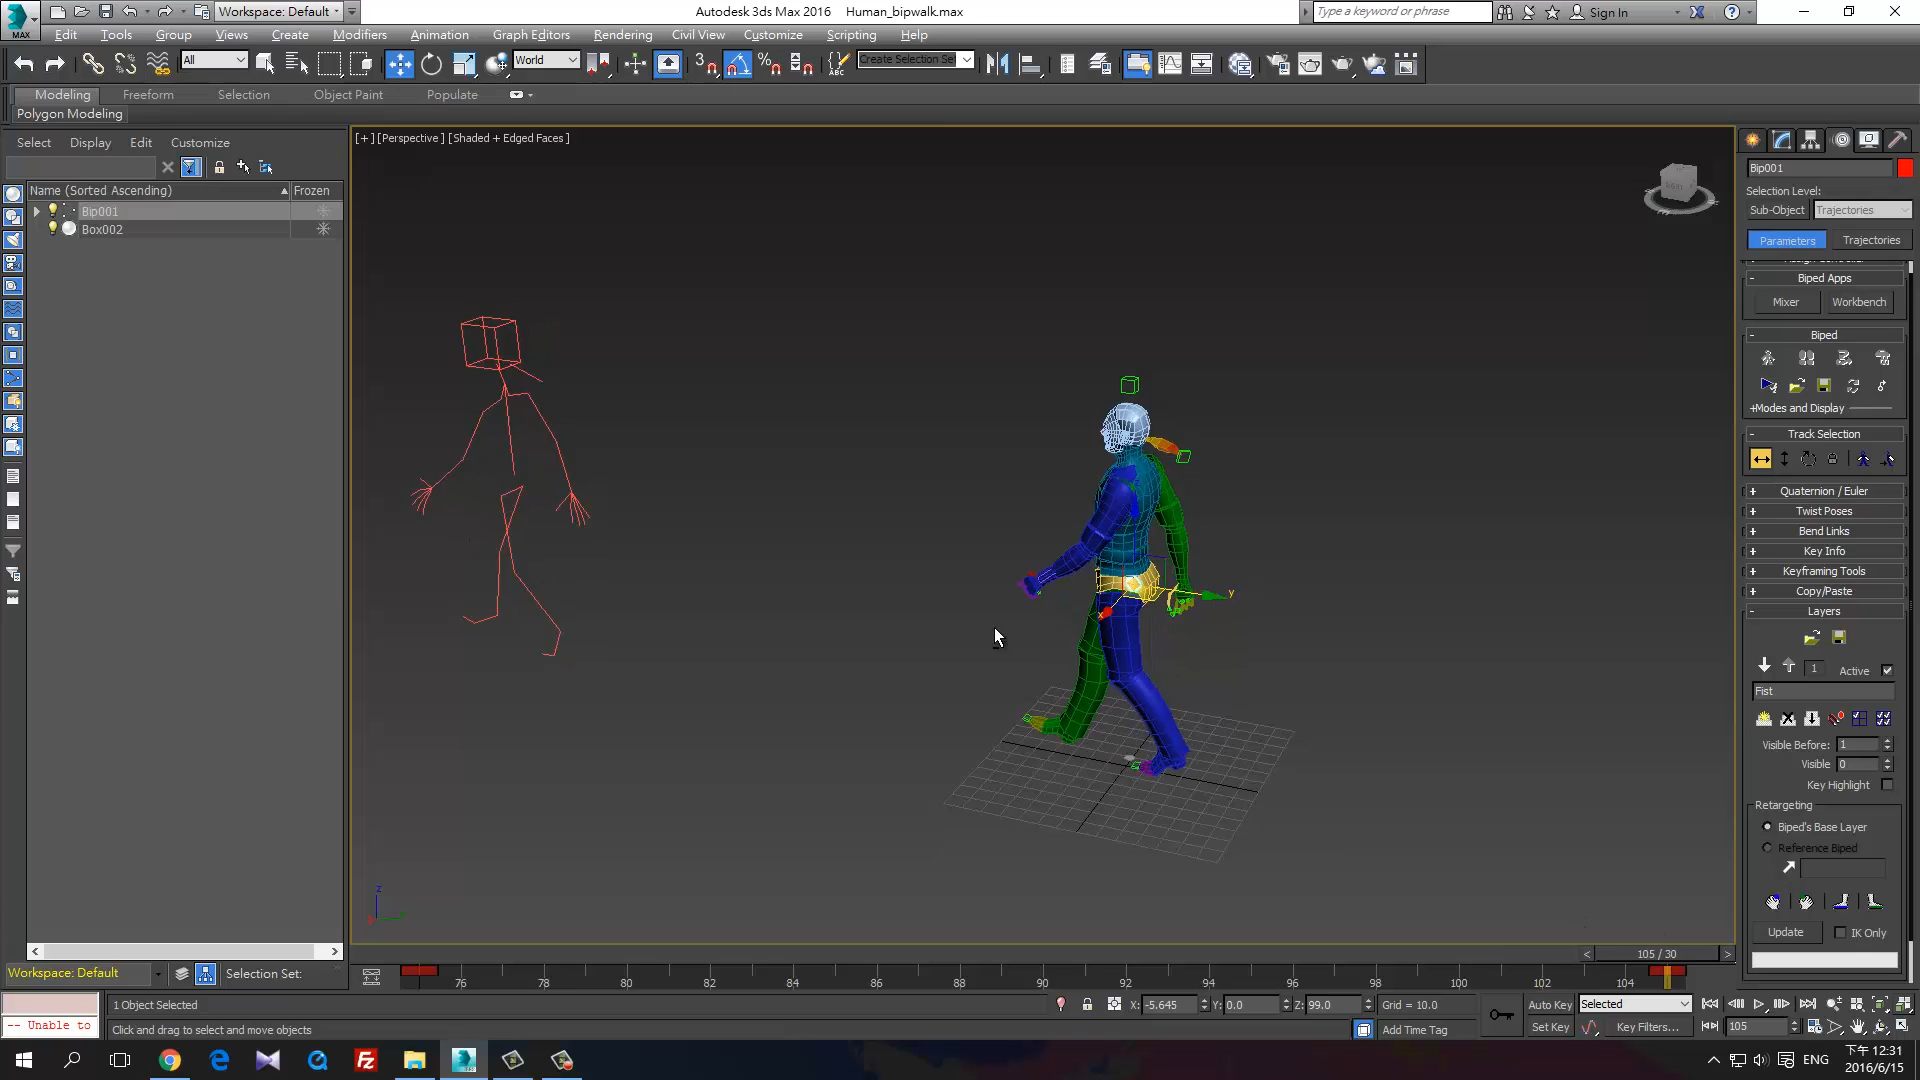 Workspace: Default
Autodesk 3ds Max 2016 Human_bipwalk.max
Type a keyword or phrase
Sign In
MAX
Edit Tools Group Views Create Modifiers Animation Graph Editors Rendering Civil View Customize Scripting Help
All
World
3
ABC
Create Selection Se
Modeling Freeform Selection Object Paint Populate
Polygon Modeling
Select Display Edit Customize
Name (Sorted Ascending) Frozen
Bip001
Box002
[+] [Perspective] [Shaded + Edged Faces]
y
z
Bip001
Selection Level:
Sub-Object Trajectories
Parameters Trajectories
Biped Apps
Mixer Workbench
Biped
+Modes and Display
Track Selection
Quaternion / Euler
Twist Poses
Bend Links
Key Info
Keyframing Tools
Copy/Paste
Layers
1 Active
Fist
Visible Before: 1
Visible 0
Key Highlight
Retargeting
Biped's Base Layer
Reference Biped
Update IK Only
105 / 30
Workspace: Default
Selection Set:
76 78 80 82 84 86 88 90 92 94 96 98 100 102 104
1 Object Selected
X: -5.645 Y: 0.0 Z: 99.0 Grid = 10.0
Auto Key Selected
-- Unable to
Click and drag to select and move objects
Add Time Tag
Set Key Key Filters...
105
ENG
下午 12:31
2016/6/15